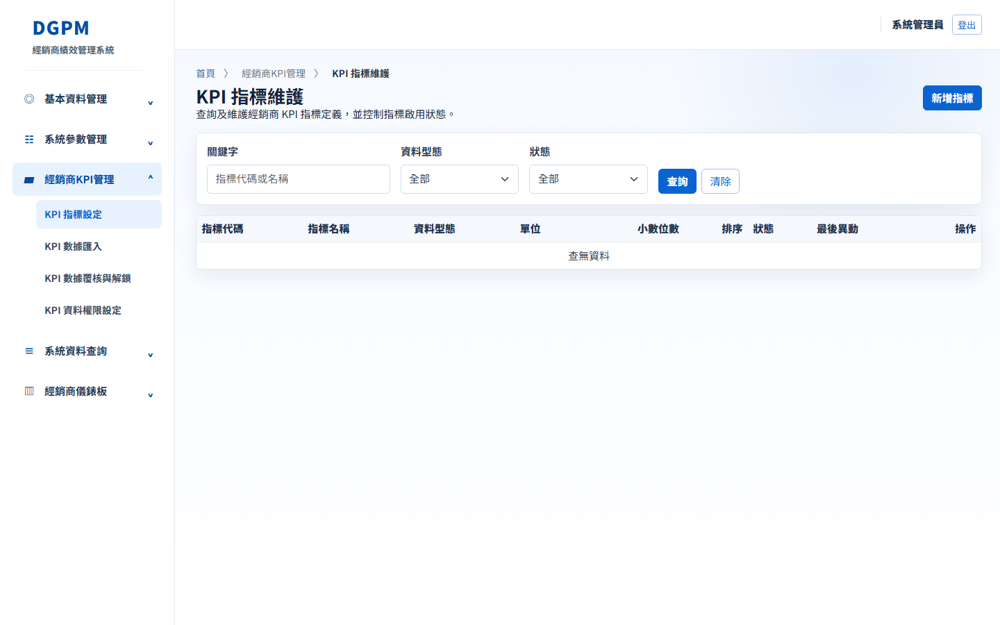 DGPM
經銷商績效管理系統
基本資料管理
系統參數管理
經銷商KPI管理
KPI 指標設定
KPI 數據匯入
KPI 數據覆核與解鎖
KPI 資料權限設定
系統資料查詢
經銷商儀錶板
系統管理員 登出
首頁 〉 經銷商KPI管理 〉 KPI 指標維護
KPI 指標維護
新增指標
查詢及維護經銷商 KPI 指標定義，並控制指標啟用狀態。
關鍵字 資料型態 狀態
指標代碼或名稱 全部 全部 查詢 清除
指標代碼 指標名稱 資料型態 單位 小數位數 排序 狀態 最後異動 操作
查無資料